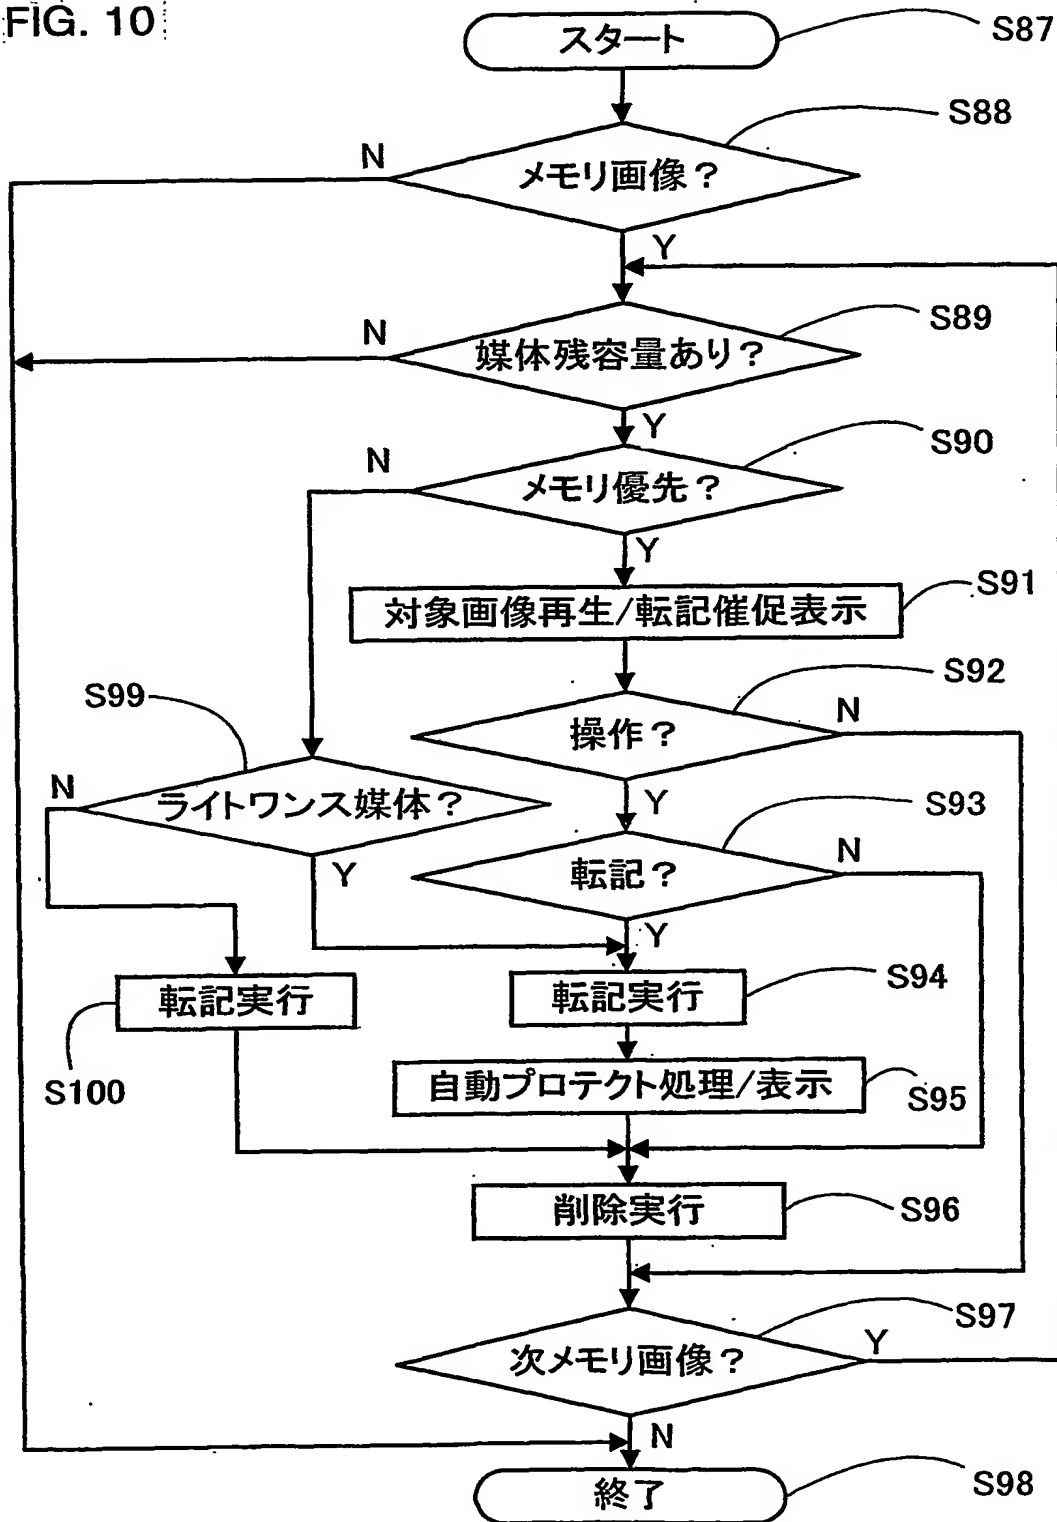 FIG. 10
スタート
S87
S88
N
メモリ画像?
Y
S89
N
媒体残容量あり?
Y
S90
N
メモリ優先?
Y
S91
対象画像再生/転記催促表示
S92
S99
操作?
N
N
ライトワンス媒体?
Y
S93
Y
転記?
N
Y
S94
転記実行
転記実行
S100
自動プロテクト処理/表示
S95
削除実行
S96
S97
次メモリ画像?
Y
N
終了
S98